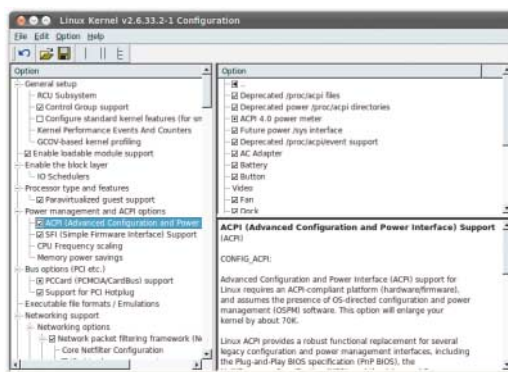 Linux Kernel v2.6.33.2-1 Configuration
File Edit Option Help
Option
General setup
RCU Subsystem
Control Group support
Configure standard kernel features (for sm
Kernel Performance Events And Counters
GCOV-based kernel profiling
Enable loadable module support
Enable the block layer
IO Schedulers
Processor type and features
Paravirtualized guest support
Power management and ACPI options
ACPI (Advanced Configuration and Power
SFI (Simple Firmware Interface) Support
CPU Frequency scaling
Memory power savings
Bus options (PCI etc.)
PCCard (PCMCIA/CardBus) support
Support for PCI Hotplug
Executable file formats / Emulations
Networking support
Networking options
Network packet filtering framework (Ne
Core Netfilter Configuration
Option
..
Deprecated /proc/acpi files
Deprecated power /proc/acpi directories
ACPI 4.0 power meter
Future power /sys interface
Deprecated /proc/acpi/event support
AC Adapter
Battery
Button
Video
Fan
Dock
ACPI (Advanced Configuration and Power Interface) Support
(ACPI)
CONFIG_ACPI:
Advanced Configuration and Power Interface (ACPI) support for
Linux requires an ACPI-compliant platform (hardware/firmware),
and assumes the presence of OS-directed configuration and power
management (OSPM) software. This option will enlarge your
kernel by about 70K.
Linux ACPI provides a robust functional replacement for several
legacy configuration and power management interfaces, including
the Plug-and-Play BIOS specification (PnP BIOS), the